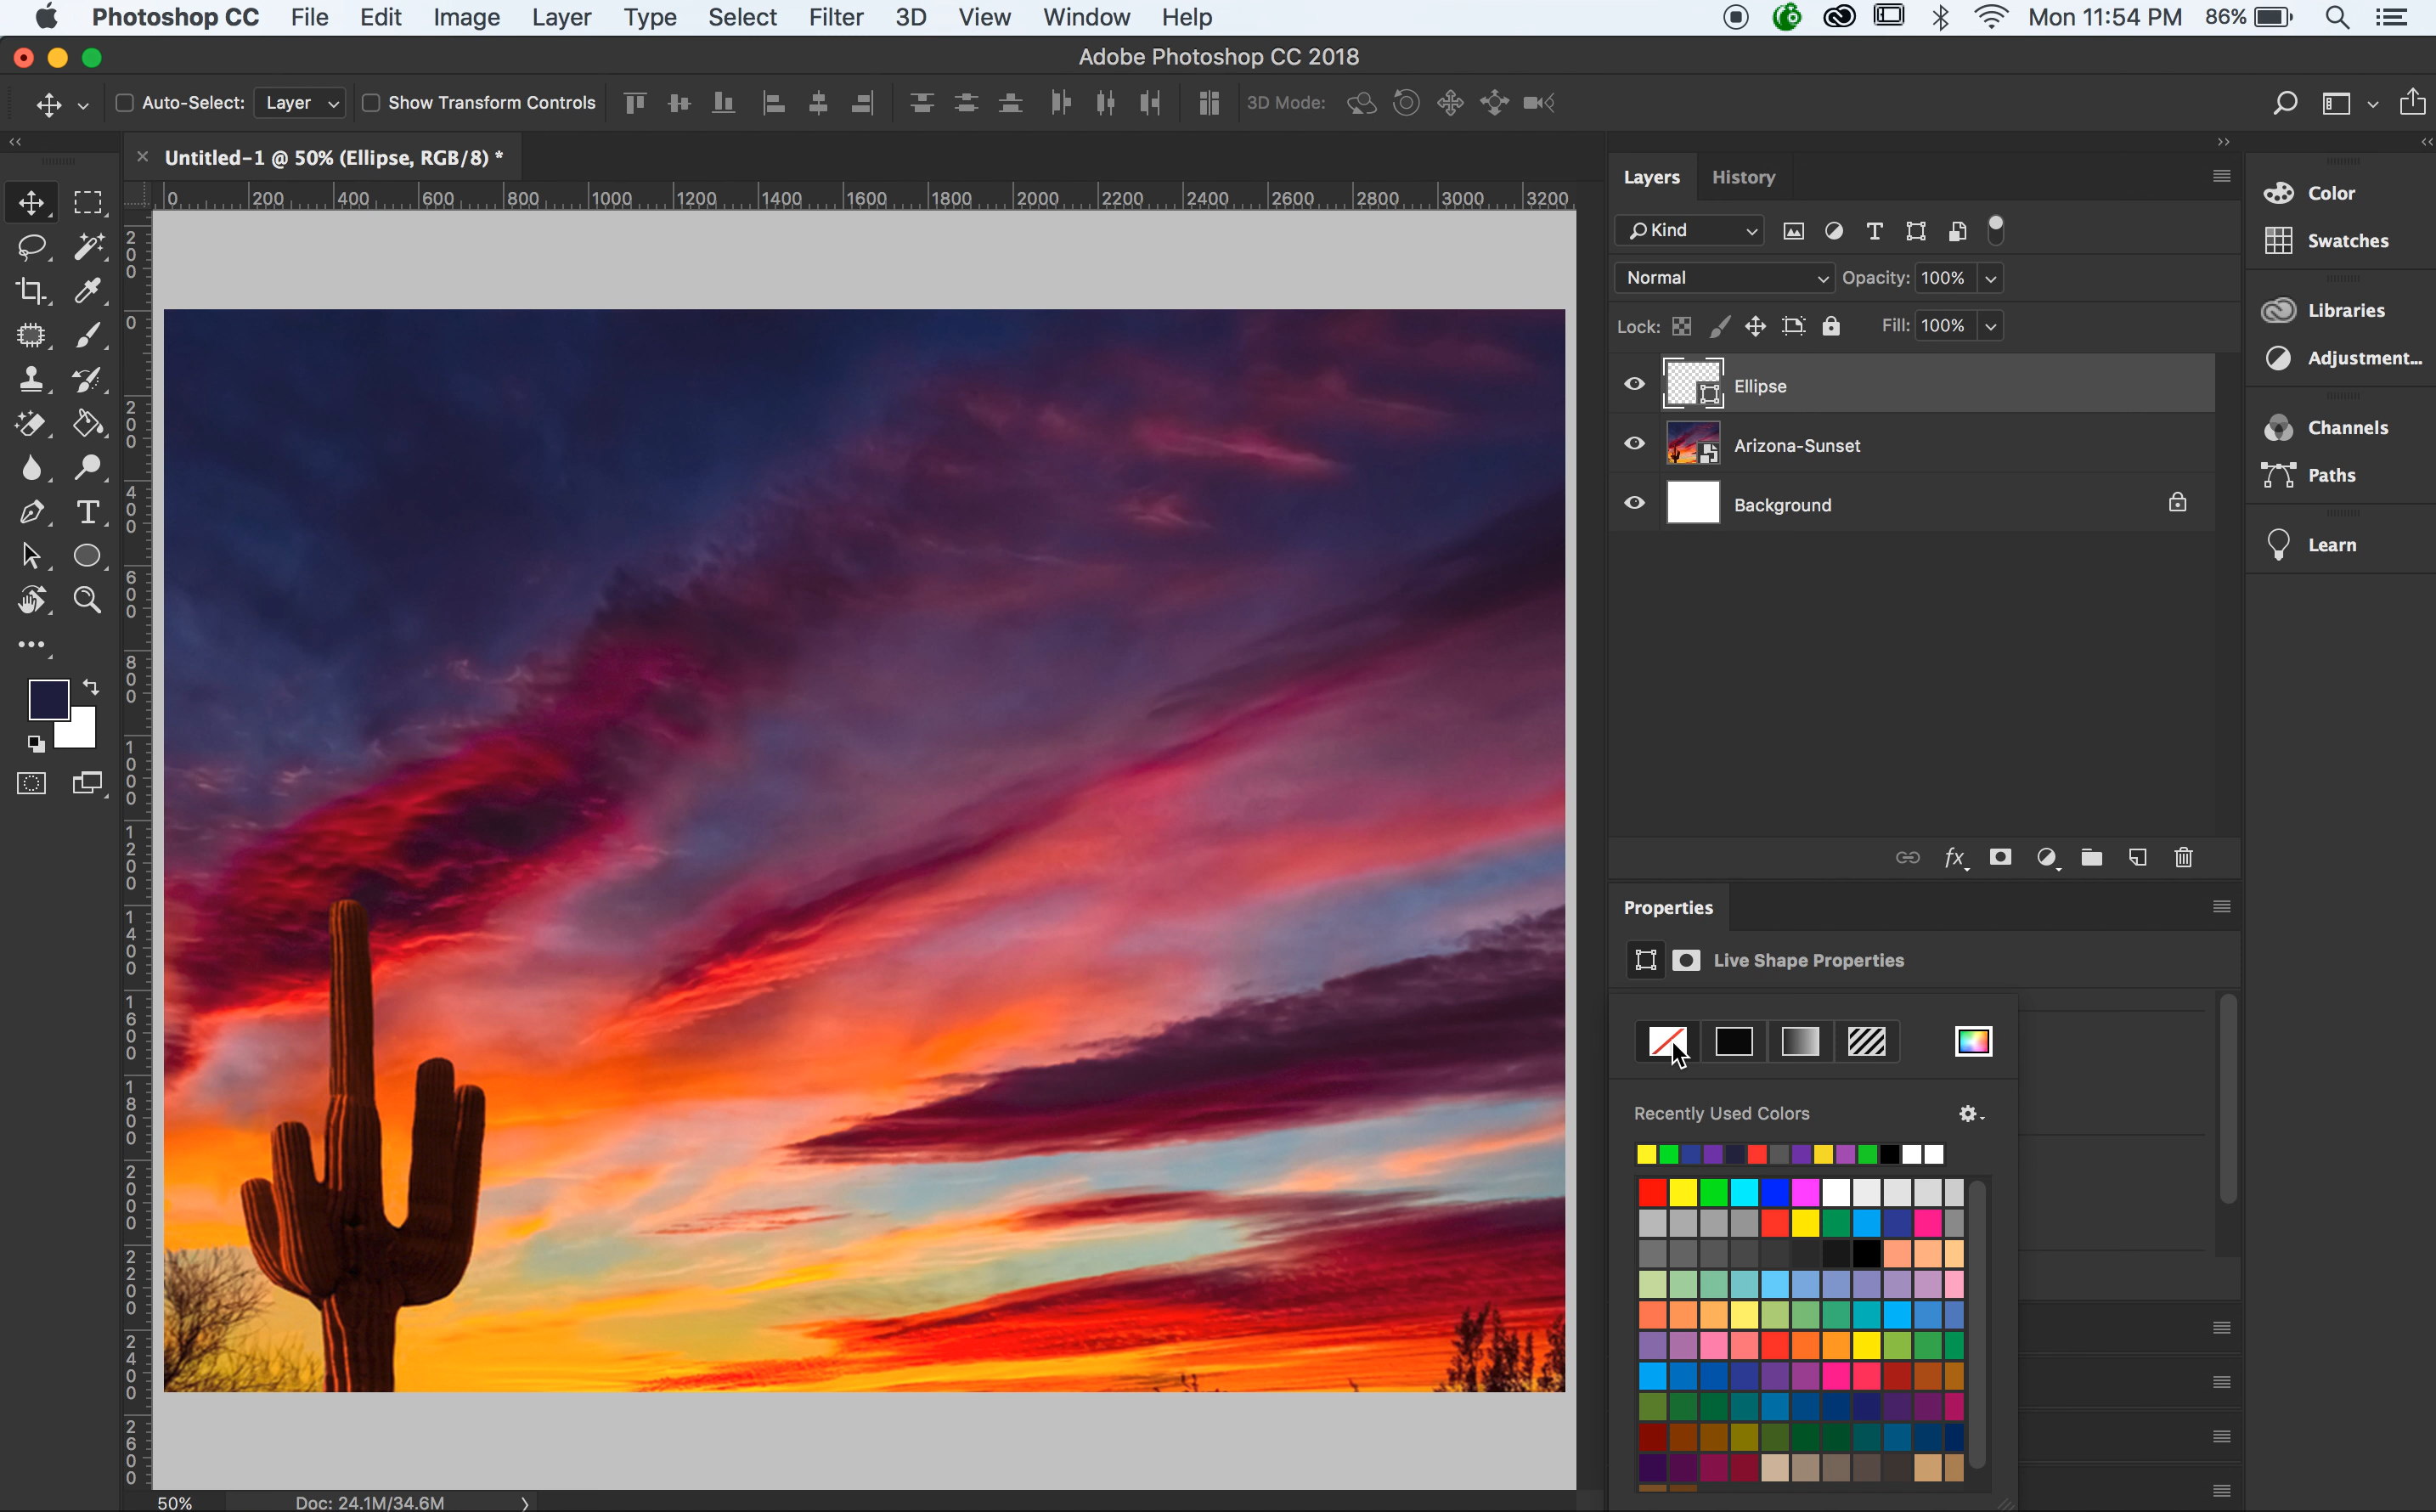 Photoshop CC File Edit Image Layer Type Select Filter 3D View Window Help Mon 11:54 PM 86%
Adobe Photoshop CC 2018
Auto-Select: Layer Show Transform Controls 3D Mode:
× Untitled-1 @ 50% (Ellipse, RGB/8) *
0 200 400 600 800 1000 1200 1400 1600 1800 2000 2200 2400 2600 2800 3000 3200
200
0
200
400
600
800
1000
1200
1400
1600
1800
2000
2200
2400
2600
Layers History
Kind
Normal Opacity: 100%
Lock: Fill: 100%
Ellipse
Arizona-Sunset
Background
fx
Properties
Live Shape Properties
Recently Used Colors
Color
Swatches
Libraries
Adjustment...
Channels
Paths
Learn
50% Doc: 24.1M/34.6M